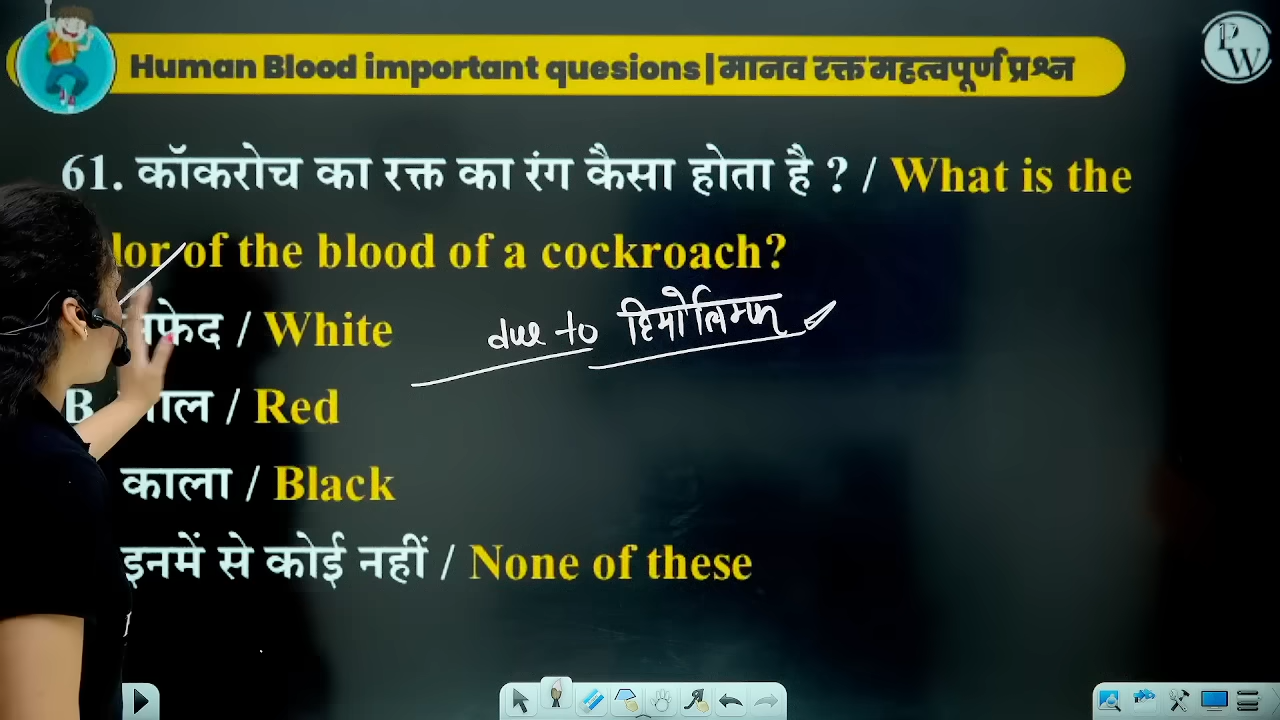 Human Blood important quesions | मानव रक्त महत्वपूर्ण प्रश्न
PW
61. कॉकरोच का रक्त का रंग कैसा होता है ? / What is the
lor of the blood of a cockroach?
फेद / White
due to हिमोलिम्फ
B ाल / Red
काला / Black
इनमें से कोई नहीं / None of these